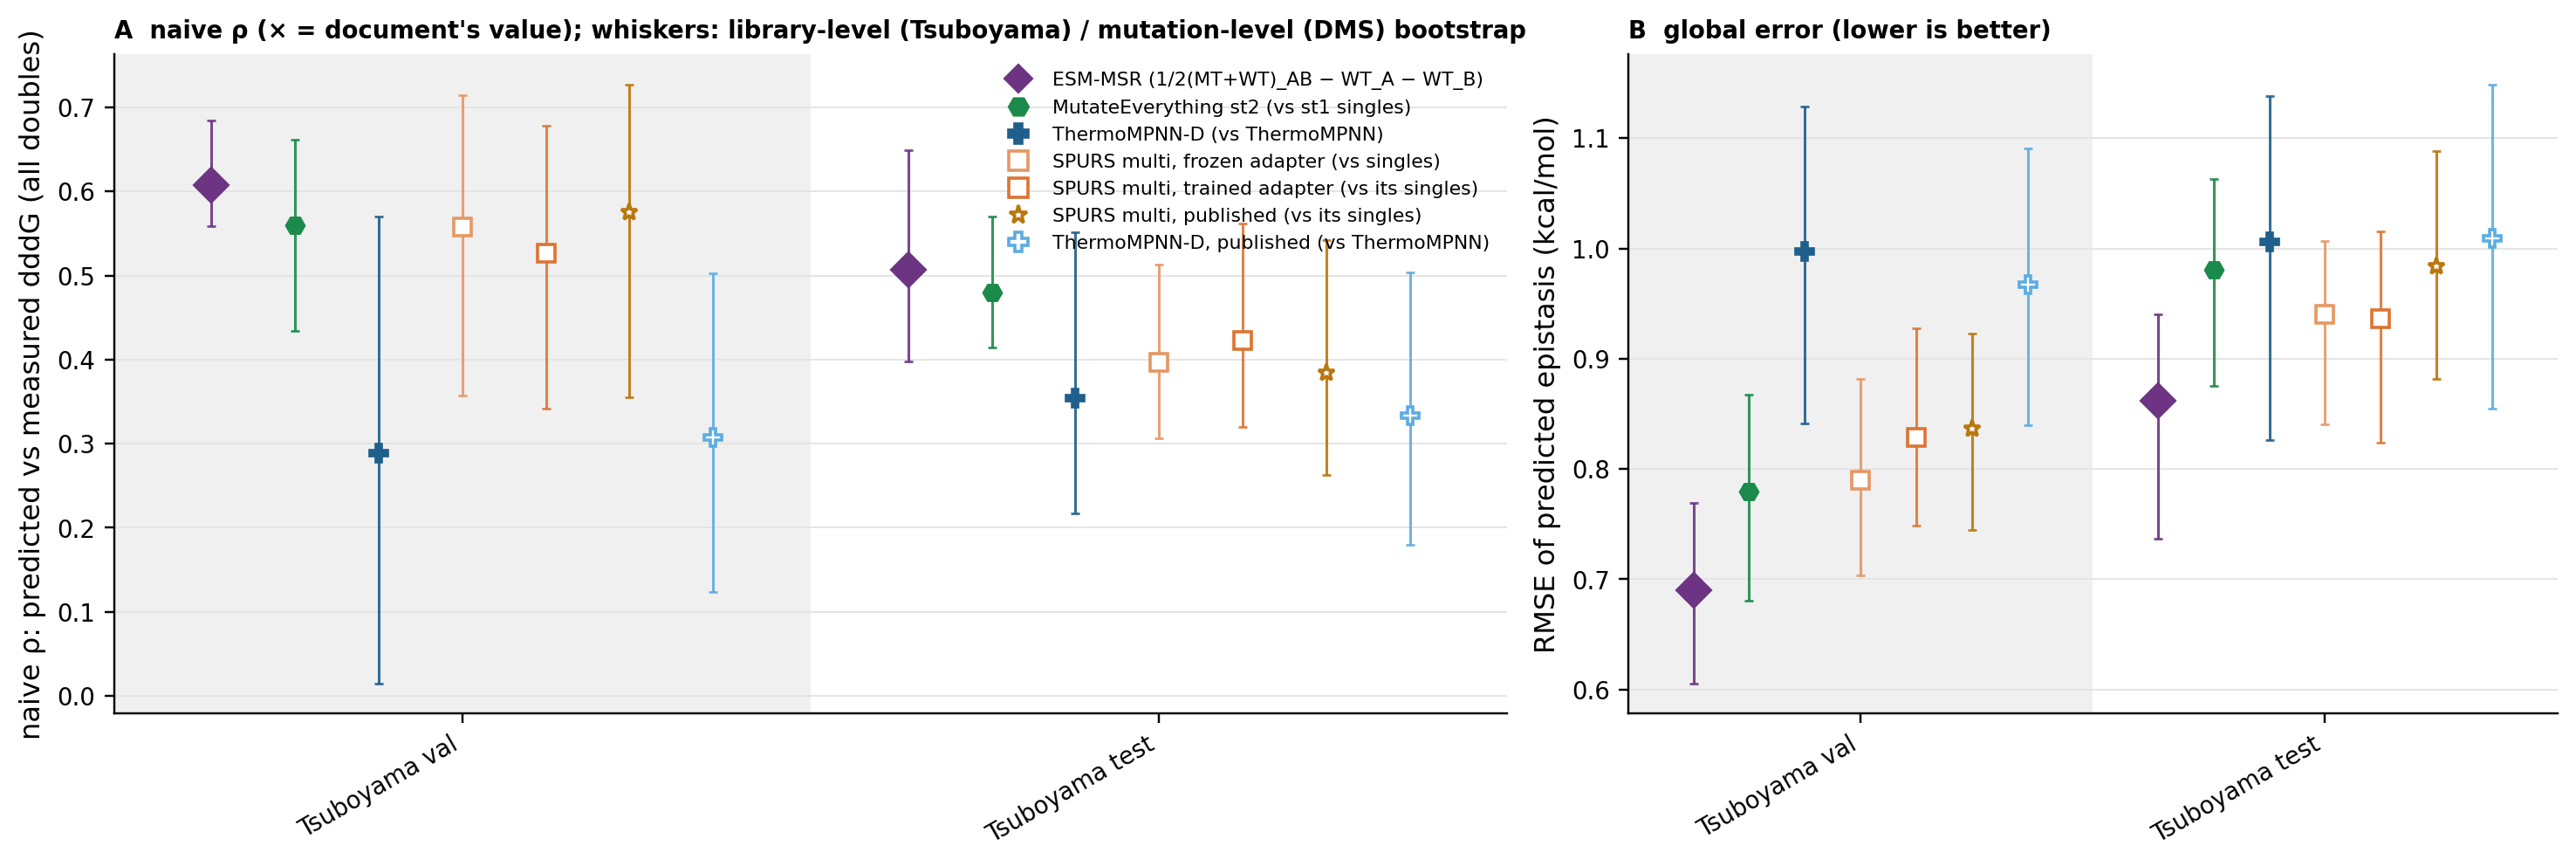 A naive ρ (× = document's value); whiskers: library-level (Tsuboyama) / mutation-level (DMS) bootstrap
naive ρ: predicted vs measured dddG (all doubles)
0.7
0.6
0.5
0.4
0.3
0.2
0.1
0.0
ESM-MSR (1/2(MT+WT)_AB − WT_A − WT_B)
MutateEverything st2 (vs st1 singles)
ThermoMPNN-D (vs ThermoMPNN)
SPURS multi, frozen adapter (vs singles)
SPURS multi, trained adapter (vs its singles)
SPURS multi, published (vs its singles)
ThermoMPNN-D, published (vs ThermoMPNN)
Tsuboyama val
Tsuboyama test
B global error (lower is better)
RMSE of predicted epistasis (kcal/mol)
1.1
1.0
0.9
0.8
0.7
0.6
Tsuboyama val
Tsuboyama test